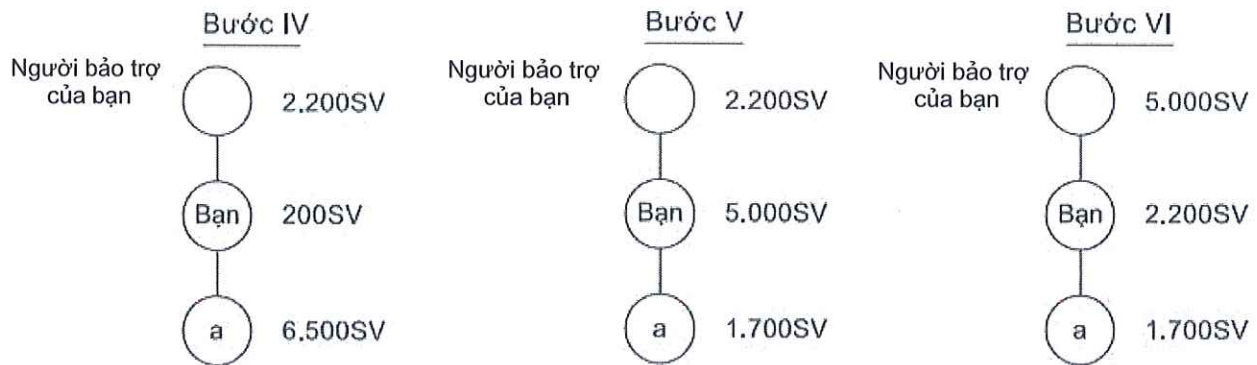 Bước IV
Người bảo trợ
của bạn
2.200SV
Bạn
200SV
a
6.500SV
Bước V
Người bảo trợ
của bạn
2.200SV
Bạn
5.000SV
a
1.700SV
Bước VI
Người bảo trợ
của bạn
5.000SV
Bạn
2.200SV
a
1.700SV